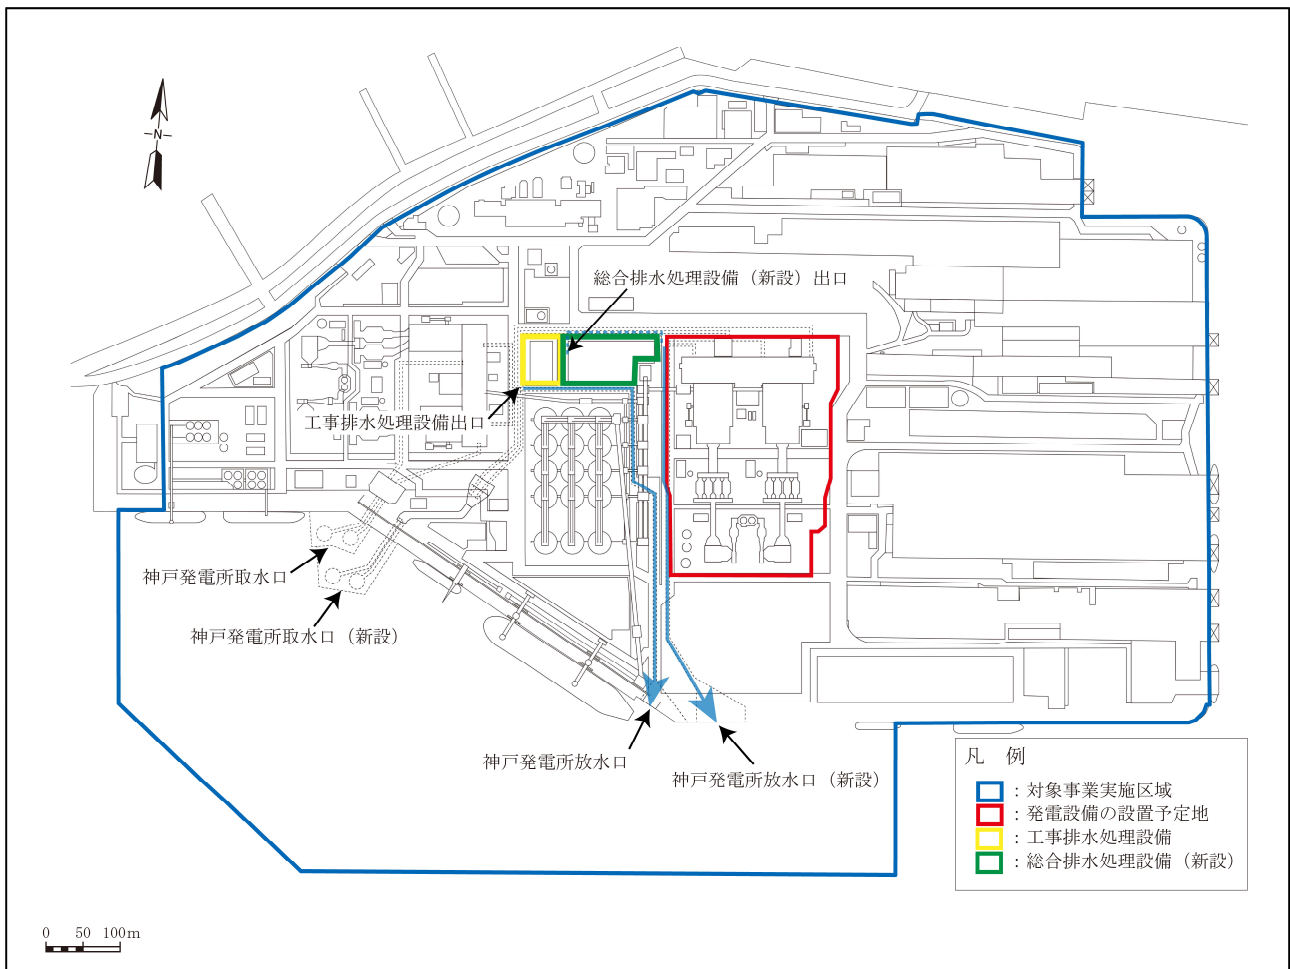 N
総合排水処理設備（新設）出口
工事排水処理設備出口
神戸発電所取水口
神戸発電所取水口（新設）
神戸発電所放水口
神戸発電所放水口（新設）
凡 例
：対象事業実施区域
：発電設備の設置予定地
：工事排水処理設備
：総合排水処理設備（新設）
0 50 100m